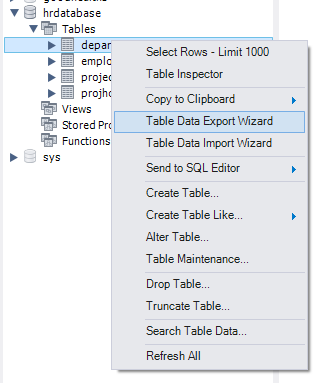 hrdatabase
Tables
depar
emplo
projec
projho
Views
Stored Pro
Functions
sys
Select Rows - Limit 1000
Table Inspector
Copy to Clipboard
Table Data Export Wizard
Table Data Import Wizard
Send to SQL Editor
Create Table...
Create Table Like...
Alter Table...
Table Maintenance...
Drop Table...
Truncate Table...
Search Table Data...
Refresh All